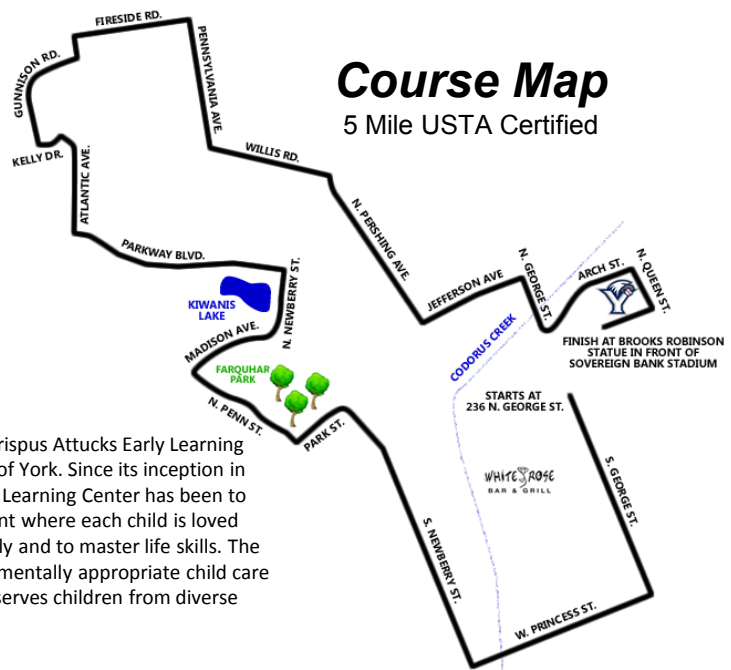 Course Map
5 Mile USTA Certified
FIRESIDE RD.
PENNSYLVANIA AVE.
GUNNISON RD.
KELLY DR.
ATLANTIC AVE.
WILLIS RD.
N. PERSHING AVE.
PARKWAY BLVD.
N. NEWBERRY ST.
KIWANIS
LAKE
MADISON AVE.
JEFFERSON AVE
N. GEORGE ST.
ARCH ST.
N. QUEEN ST.
Y
FINISH AT BROOKS ROBINSON
STATUE IN FRONT OF
SOVEREIGN BANK STADIUM
CODORUS CREEK
FARQUHAR
PARK
N. PENN ST.
PARK ST.
STARTS AT
236 N. GEORGE ST.
S. GEORGE ST.
WHITE ROSE
BAR & GRILL
S. NEWBERRY ST.
W. PRINCESS ST.
rispus Attucks Early Learning
of York. Since its inception in
Learning Center has been to
nt where each child is loved
ly and to master life skills. The
mentally appropriate child care
serves children from diverse